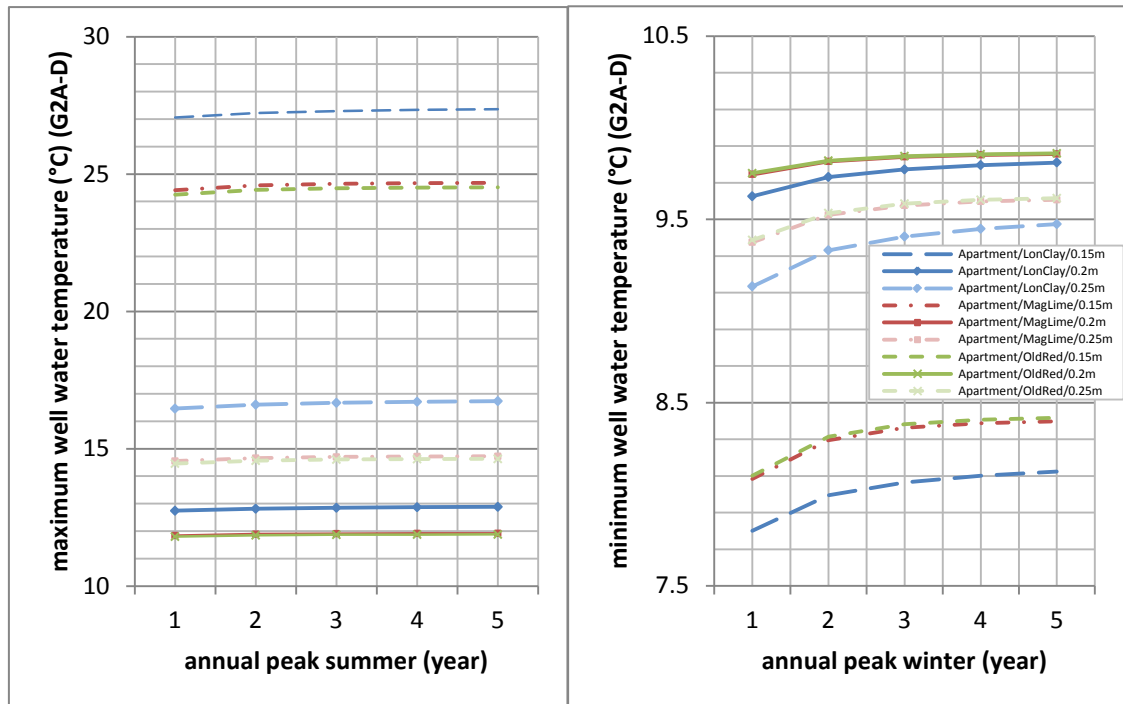 maximum well water temperature (°C) (G2A-D)
30
25
20
15
10
1 2 3 4 5
annual peak summer (year)
minimum well water temperature (°C) (G2A-D)
10.5
9.5
8.5
7.5
Apartment/LonClay/0.15m
Apartment/LonClay/0.2m
Apartment/LonClay/0.25m
Apartment/MagLime/0.15m
Apartment/MagLime/0.2m
Apartment/MagLime/0.25m
Apartment/OldRed/0.15m
Apartment/OldRed/0.2m
Apartment/OldRed/0.25m
1 2 3 4 5
annual peak winter (year)